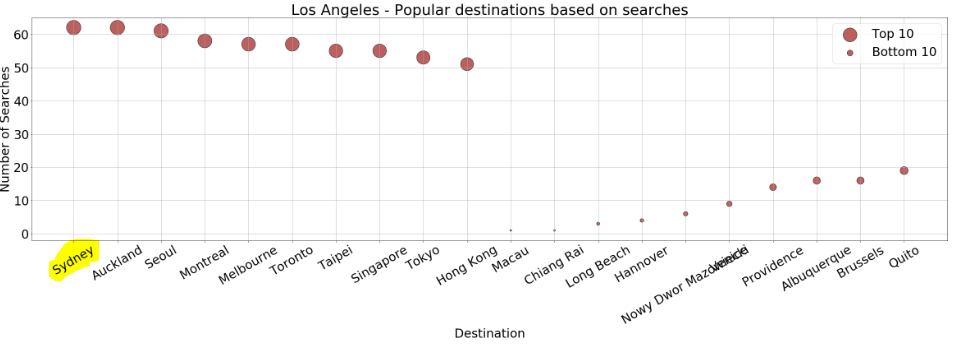 Los Angeles - Popular destinations based on searches
Top 10
Bottom 10
Number of Searches
60
50
40
30
20
10
0
Sydney
Auckland
Seoul
Montreal
Melbourne
Toronto
Taipei
Singapore
Tokyo
Hong Kong
Macau
Chiang Rai
Long Beach
Hannover
Nowy Dwor Mazowiecki
Providence
Albuquerque
Brussels
Quito
Destination